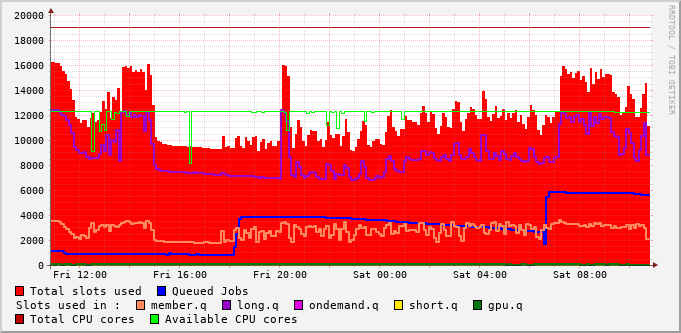 20000
18000
16000
14000
12000
10000
8000
6000
4000
2000
0
Fri 12:00 Fri 16:00 Fri 20:00 Sat 00:00 Sat 04:00 Sat 08:00
RRDTOOL / TOBI OETIKER
Total slots used Queued Jobs
Slots used in : member.q long.q ondemand.q short.q gpu.q
Total CPU cores Available CPU cores